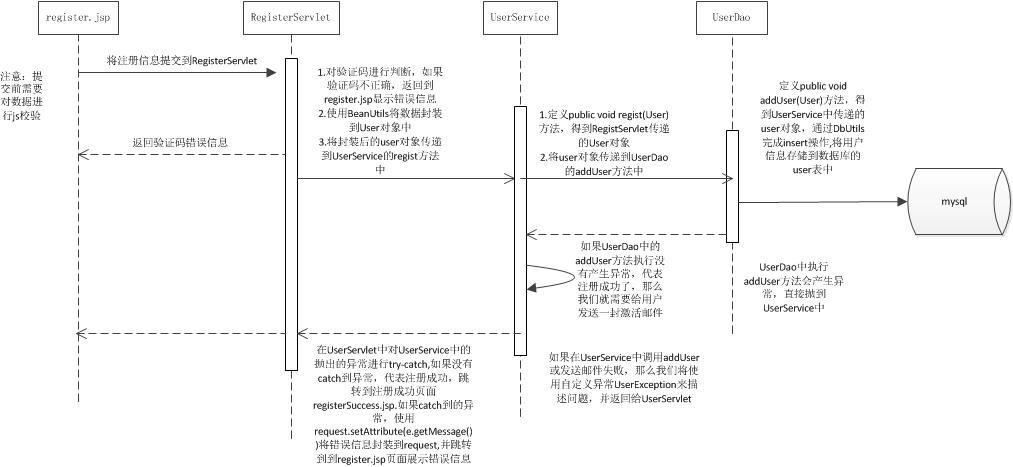 register.jsp
RegisterServlet
UserService
UserDao
注意：提
交前需要
对数据进
行js校验
将注册信息提交到RegisterServlet
返回验证码错误信息
1.对验证码进行判断，如果
验证码不正确，返回到
register.jsp显示错误信息
2.使用BeanUtils将数据封装
到User对象中
3.将封装后的user对象传递
到UserService的regist方法
中
1.定义public void regist(User)
方法，得到RegistServlet传递
的User对象
2.将user对象传递到UserDao
的addUser方法中
定义public void
addUser(User)方法，得
到UserService中传递的
user对象，通过DbUtils
完成insert操作,将用户
信息存储到数据库的
user表中
mysql
如果UserDao中的
addUser方法执行没
有产生异常，代表
注册成功了，那么
我们就需要给用户
发送一封激活邮件
UserDao中执行
addUser方法会产生异
常，直接抛到
UserService中
在UserServlet中对UserService中的
抛出的异常进行try-catch,如果没有
catch到异常，代表注册成功，跳
转到注册成功页面
registerSuccess.jsp.如果catch到的异
常，使用
request.setAttribute(e.getMessage()
)将错误信息封装到request,并跳转
到到register.jsp页面展示错误信息
如果在UserService中调用addUser
或发送邮件失败，那么我们将使
用自定义异常UserException来描
述问题，并返回给UserServlet